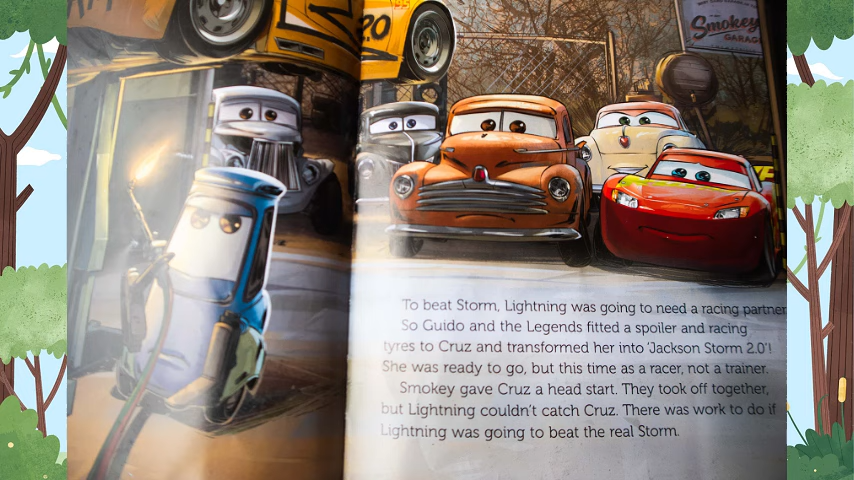 2.0
Smokey's
GARAGE
To beat Storm, Lightning was going to need a racing partner
So Guido and the Legends fitted a spoiler and racing
tyres to Cruz and transformed her into 'Jackson Storm 2.0'!
She was ready to go, but this time as a racer, not a trainer.
Smokey gave Cruz a head start. They took off together,
but Lightning couldn't catch Cruz. There was work to do if
Lightning was going to beat the real Storm.